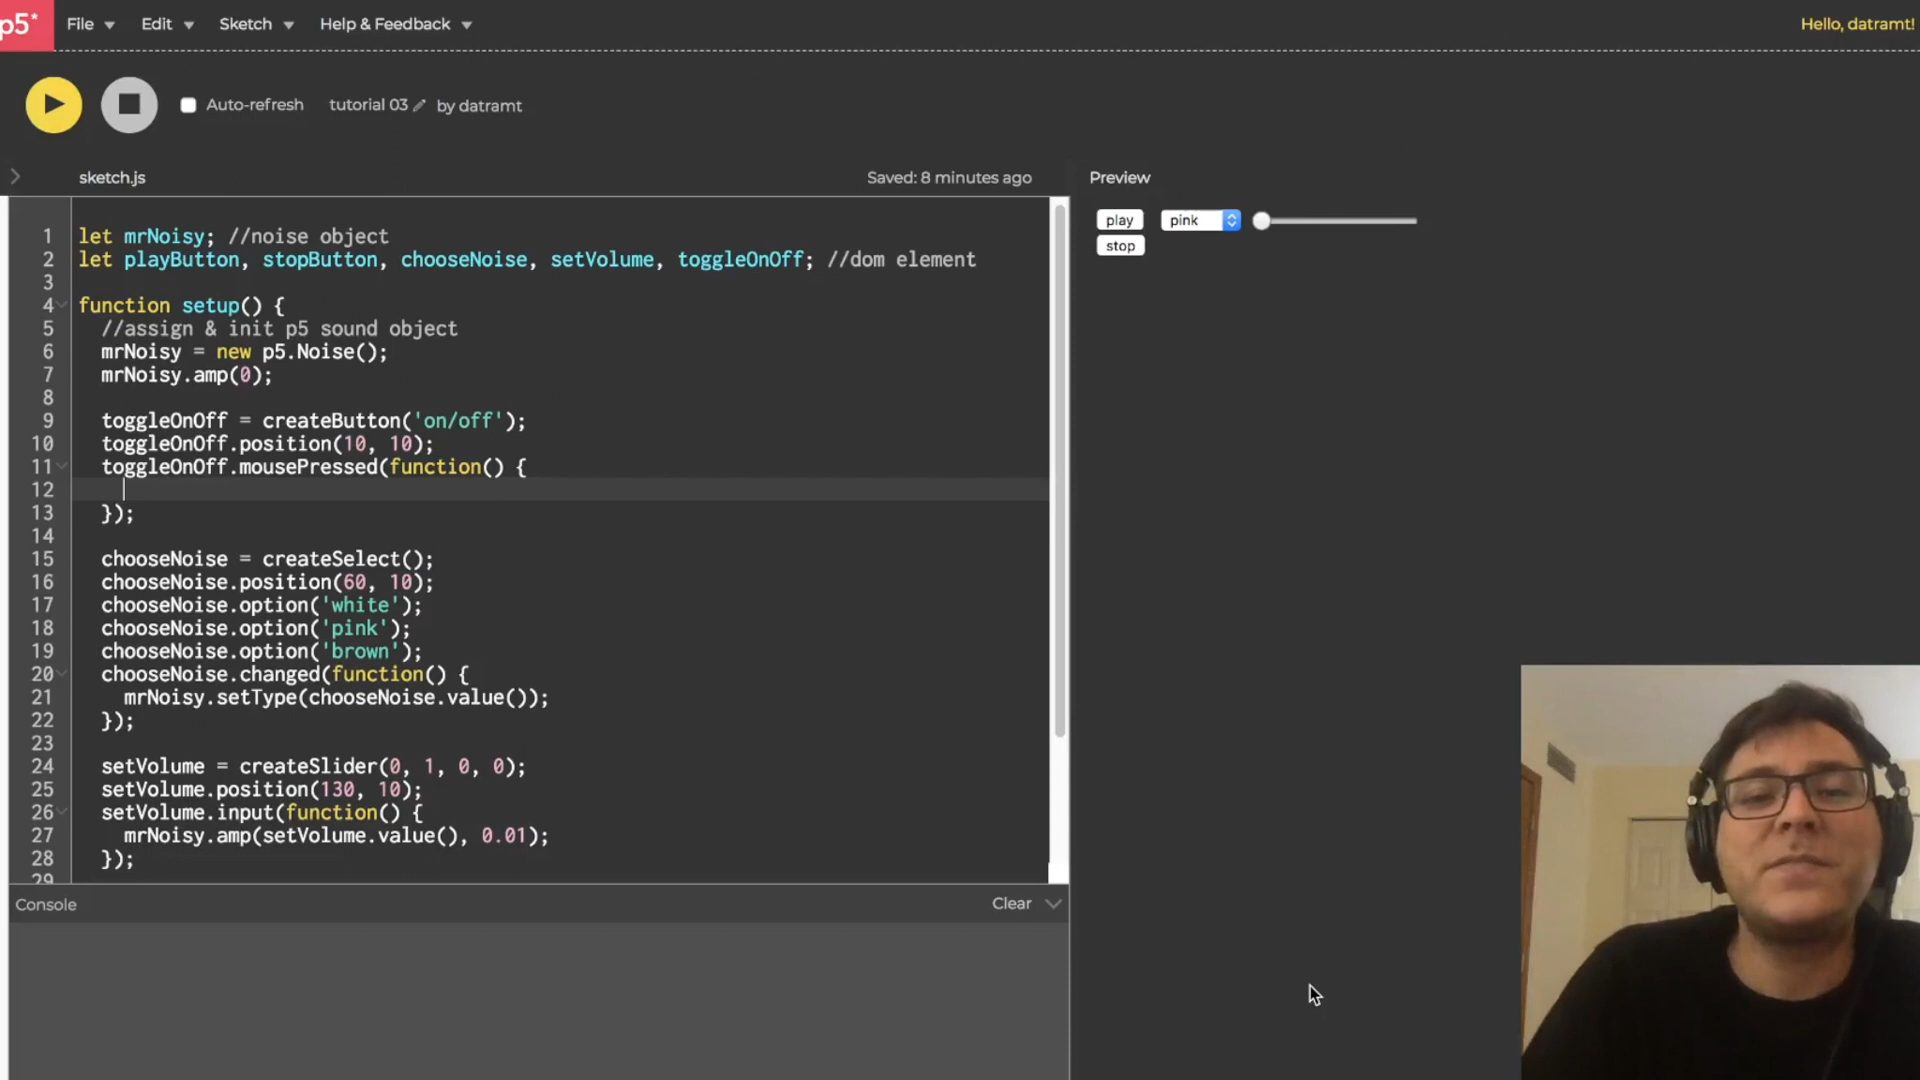 p5*
File Edit Sketch Help & Feedback Hello, datramt!
Auto-refresh tutorial 03 by datramt
sketch.js Saved: 8 minutes ago Preview
play pink
stop
1 let mrNoisy; //noise object
2 let playButton, stopButton, chooseNoise, setVolume, toggleOnOff; //dom element
3
4 function setup() {
5 //assign & init p5 sound object
6 mrNoisy = new p5.Noise();
7 mrNoisy.amp(0);
8
9 toggleOnOff = createButton('on/off');
10 toggleOnOff.position(10, 10);
11 toggleOnOff.mousePressed(function() {
12
13 });
14
15 chooseNoise = createSelect();
16 chooseNoise.position(60, 10);
17 chooseNoise.option('white');
18 chooseNoise.option('pink');
19 chooseNoise.option('brown');
20 chooseNoise.changed(function() {
21 mrNoisy.setType(chooseNoise.value());
22 });
23
24 setVolume = createSlider(0, 1, 0, 0);
25 setVolume.position(130, 10);
26 setVolume.input(function() {
27 mrNoisy.amp(setVolume.value(), 0.01);
28 });
29
Console Clear